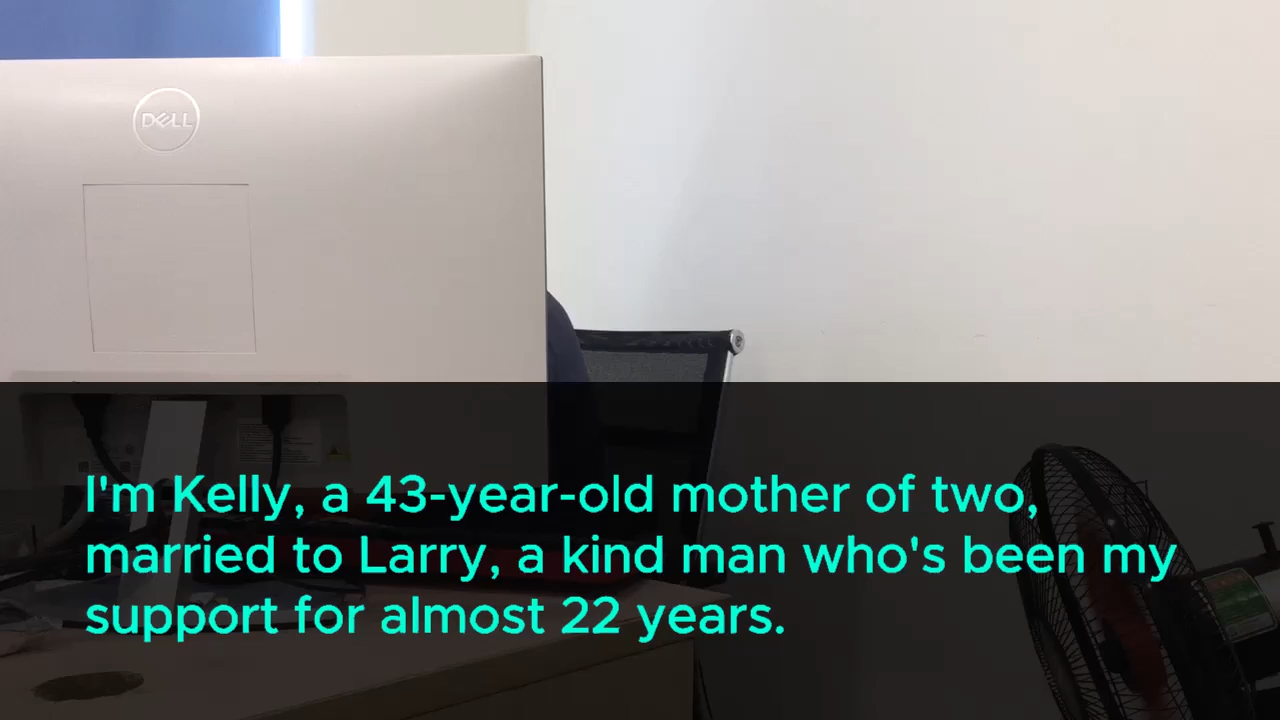 DELL
I'm Kelly, a 43-year-old mother of two,
married to Larry, a kind man who's been my
support for almost 22 years.